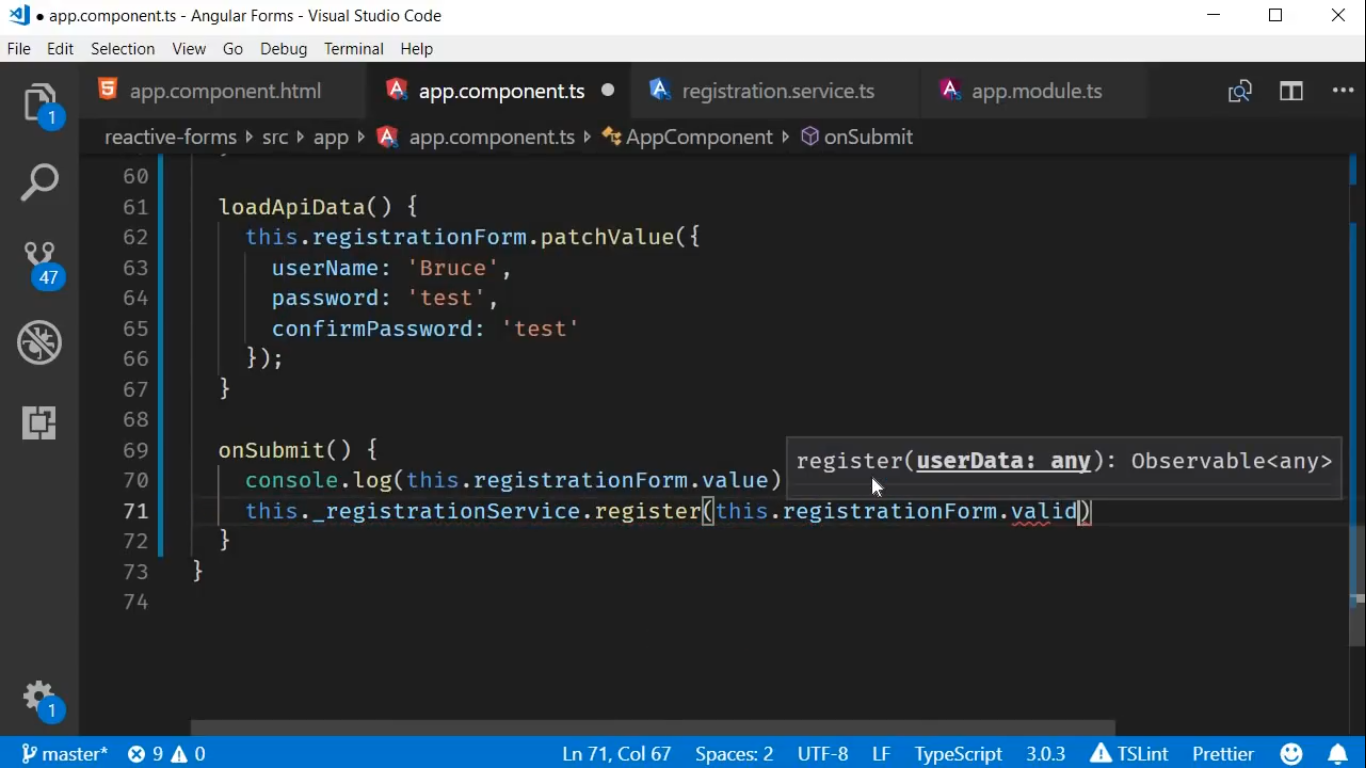 app.component.ts - Angular Forms - Visual Studio Code
File Edit Selection View Go Debug Terminal Help
app.component.html app.component.ts registration.service.ts app.module.ts
reactive-forms src app app.component.ts AppComponent onSubmit
60
61 loadApiData() {
62 this.registrationForm.patchValue({
63 userName: 'Bruce',
64 password: 'test',
65 confirmPassword: 'test'
66 });
67 }
68
69 onSubmit() {
register(userData: any): Observable<any>
70 console.log(this.registrationForm.value)
71 this._registrationService.register(this.registrationForm.valid)
72 }
73 }
74
1
47
1
master* 9 0 Ln 71, Col 67 Spaces: 2 UTF-8 LF TypeScript 3.0.3 TSLint Prettier